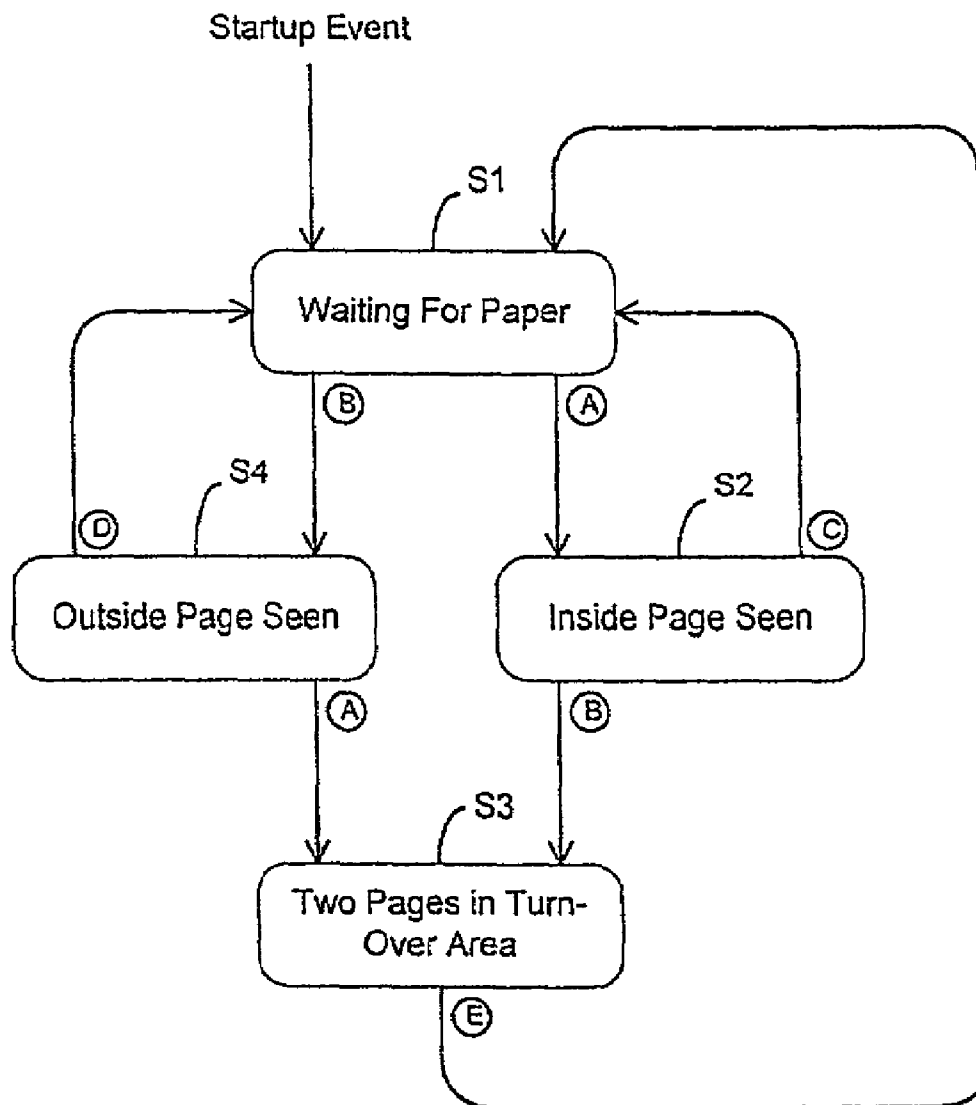 Startup Event
S1
Waiting For Paper
B
A
S4
S2
D
C
Outside Page Seen
Inside Page Seen
A
B
S3
Two Pages in Turn-
Over Area
E